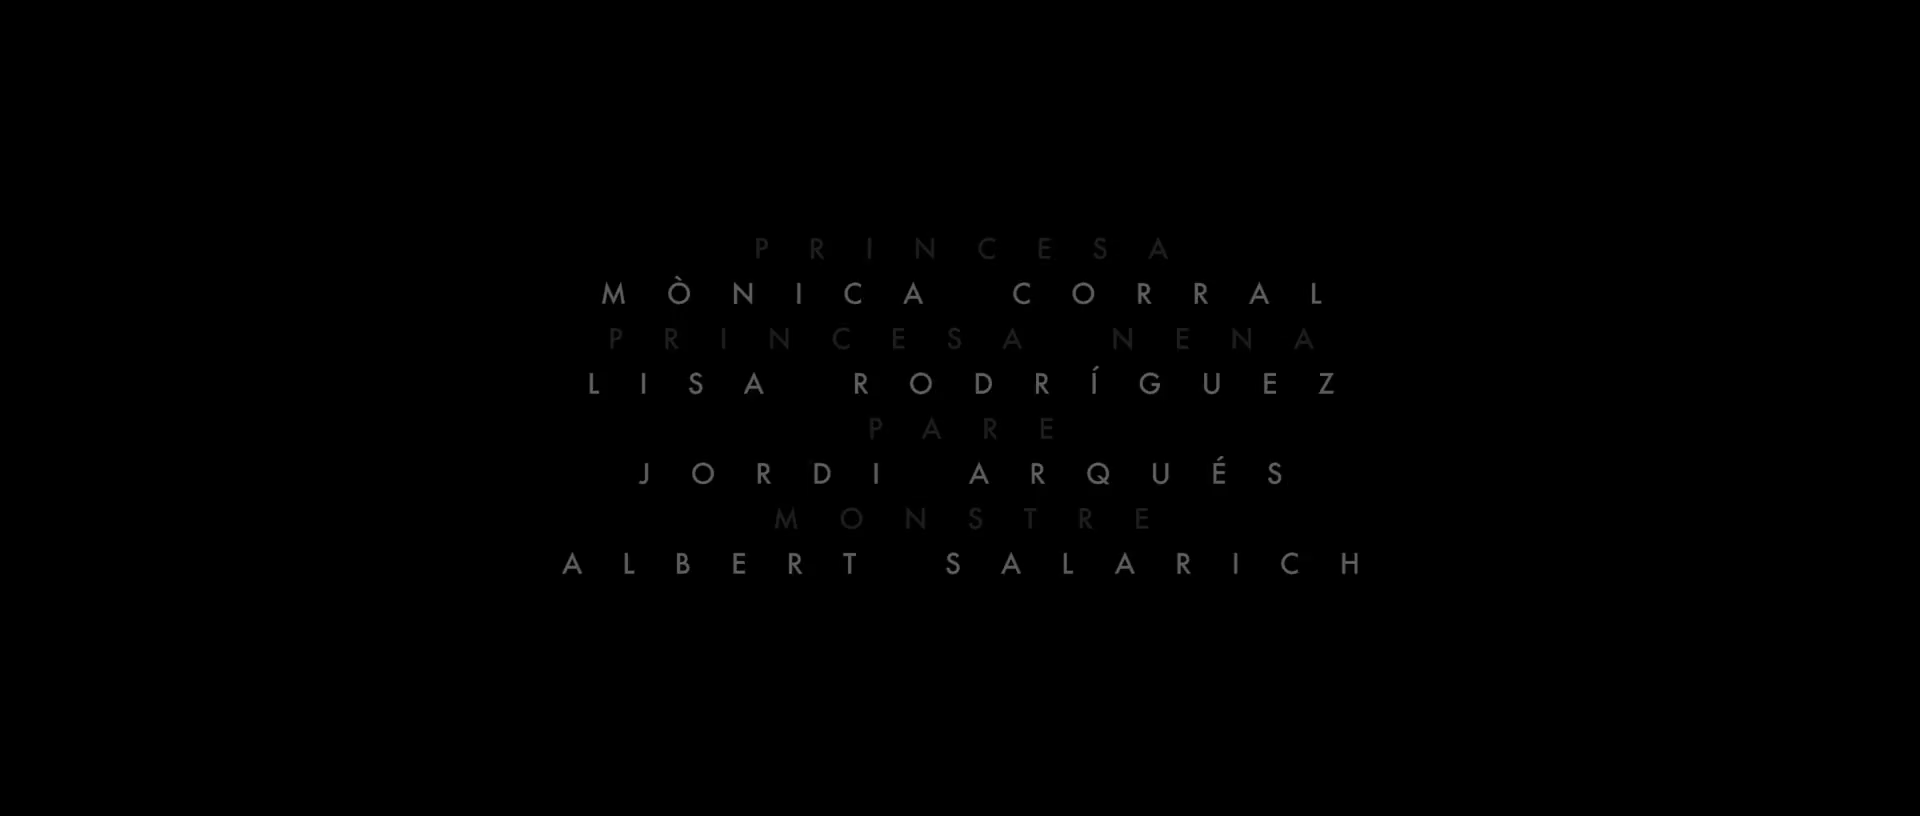 PRINCESA
MÒNICA CORRAL
PRINCESA NENA
LISA RODRÍGUEZ
PARE
JORDI ARQUÉS
MONSTRE
ALBERT SALARICH